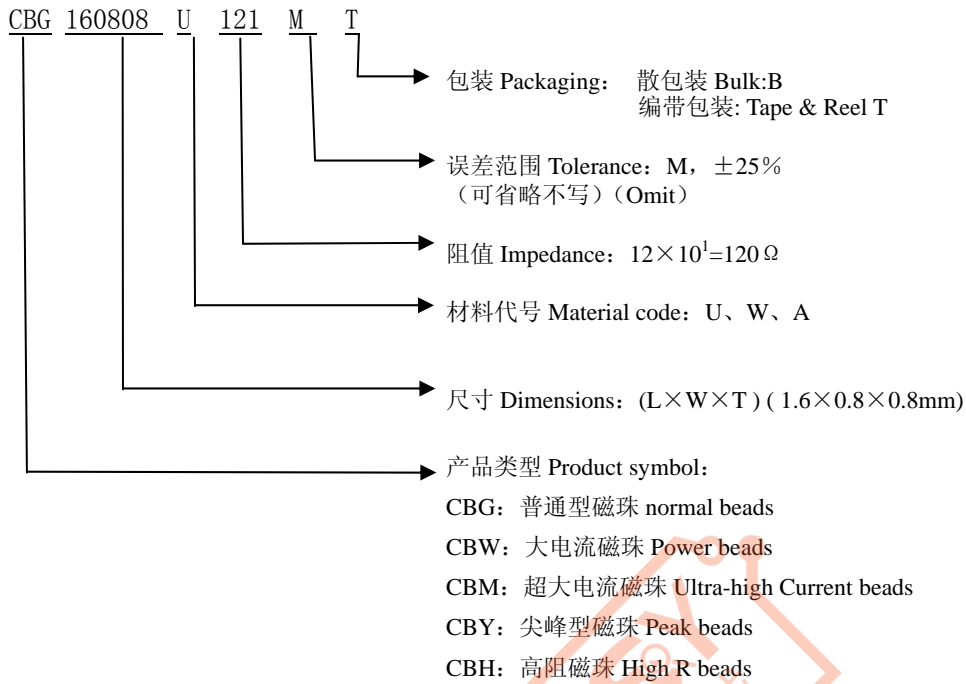 CBG 160808 U 121 M T
包装 Packaging： 散包装 Bulk:B
编带包装: Tape & Reel T
误差范围 Tolerance：M，±25％
（可省略不写）（Omit）
阻值 Impedance：12×10¹=120Ω
材料代号 Material code：U、W、A
尺寸 Dimensions：(L×W×T ) ( 1.6×0.8×0.8mm)
产品类型 Product symbol：
CBG：普通型磁珠 normal beads
CBW：大电流磁珠 Power beads
CBM：超大电流磁珠 Ultra-high Current beads
CBY：尖峰型磁珠 Peak beads
CBH：高阻磁珠 High R beads